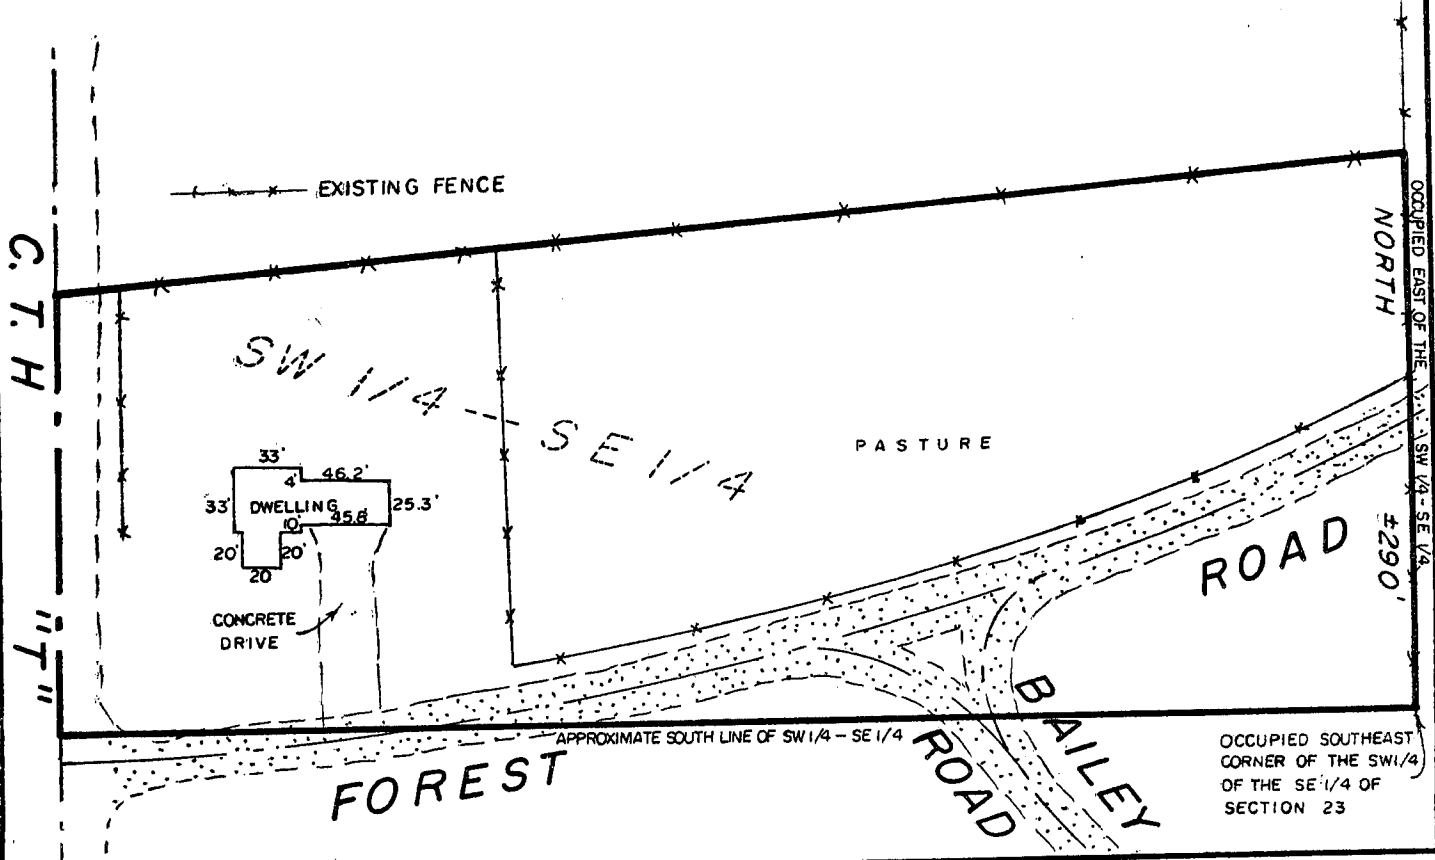 EXISTING FENCE
C. T. H. "T"
NORTH ±290'
OCCUPIED EAST OF THE SW 1/4 - SE 1/4
SW 1/4 - SE 1/4
PASTURE
33'
4'
46.2'
33'
DWELLING
25.3'
10'
45.8'
20'
20'
20
CONCRETE
DRIVE
FOREST ROAD
BAILEY
ROAD
APPROXIMATE SOUTH LINE OF SW 1/4 - SE 1/4
OCCUPIED SOUTHEAST
CORNER OF THE SW1/4
OF THE SE 1/4 OF
SECTION 23